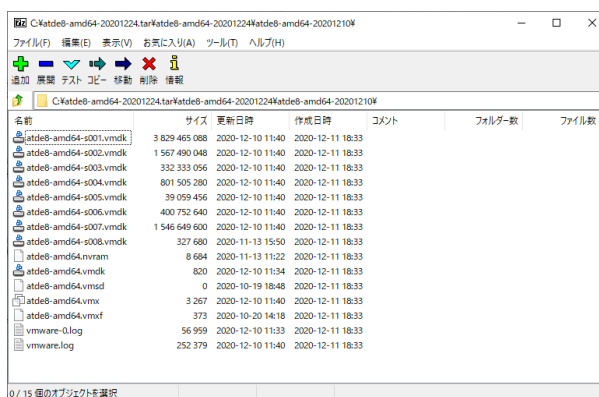 C:¥atde8-amd64-20201224.tar¥atde8-amd64-20201224¥atde8-amd64-20201210¥
ファイル(F) 編集(E) 表示(V) お気に入り(A) ツール(T) ヘルプ(H)
追加 展開 テスト コピー 移動 削除 情報
C:¥atde8-amd64-20201224.tar¥atde8-amd64-20201224¥atde8-amd64-20201210¥
名前 サイズ 更新日時 作成日時 コメント フォルダー数 ファイル数
atde8-amd64-s001.vmdk 3 829 465 088 2020-12-10 11:40 2020-12-11 18:33
atde8-amd64-s002.vmdk 1 567 490 048 2020-12-10 11:40 2020-12-11 18:33
atde8-amd64-s003.vmdk 332 333 056 2020-12-10 11:40 2020-12-11 18:33
atde8-amd64-s004.vmdk 801 505 280 2020-12-10 11:40 2020-12-11 18:33
atde8-amd64-s005.vmdk 39 059 456 2020-12-10 11:40 2020-12-11 18:33
atde8-amd64-s006.vmdk 400 752 640 2020-12-10 11:40 2020-12-11 18:33
atde8-amd64-s007.vmdk 1 546 649 600 2020-12-10 11:40 2020-12-11 18:33
atde8-amd64-s008.vmdk 327 680 2020-11-13 15:50 2020-12-11 18:33
atde8-amd64.nvram 8 684 2020-11-13 11:22 2020-12-11 18:33
atde8-amd64.vmdk 820 2020-12-10 11:34 2020-12-11 18:33
atde8-amd64.vmsd 0 2020-10-19 18:48 2020-12-11 18:33
atde8-amd64.vmx 3 267 2020-12-10 11:40 2020-12-11 18:33
atde8-amd64.vmxf 373 2020-10-20 14:18 2020-12-11 18:33
vmware-0.log 56 959 2020-12-10 11:33 2020-12-11 18:33
vmware.log 252 379 2020-12-10 11:40 2020-12-11 18:33
0 / 15 個のオブジェクトを選択